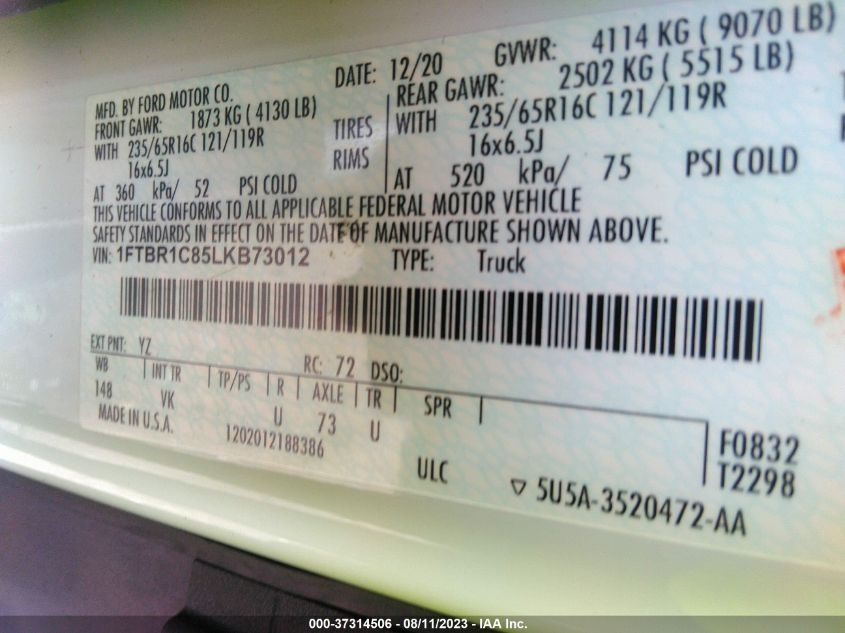 MFD. BY FORD MOTOR CO. DATE: 12/20 GVWR: 4114 KG ( 9070 LB)
FRONT GAWR: 1873 KG ( 4130 LB) REAR GAWR: 2502 KG ( 5515 LB)
WITH 235/65R16C 121/119R TIRES WITH 235/65R16C 121/119R
16x6.5J RIMS 16x6.5J
AT 360 kPa/ 52 PSI COLD AT 520 kPa/ 75 PSI COLD
THIS VEHICLE CONFORMS TO ALL APPLICABLE FEDERAL MOTOR VEHICLE
SAFETY STANDARDS IN EFFECT ON THE DATE OF MANUFACTURE SHOWN ABOVE.
VIN: 1FTBR1C85LKB73012 TYPE: Truck
EXT PNT: YZ RC: 72 DSO:
WB INT TR TP/PS R AXLE TR SPR
148 VK U 73 U
MADE IN U.S.A. 1202012188386
F0832
T2298
ULC 5U5A-3520472-AA
000-37314506 - 08/11/2023 - IAA Inc.